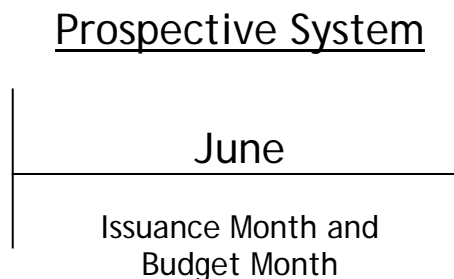 Prospective System
June
Issuance Month and
Budget Month